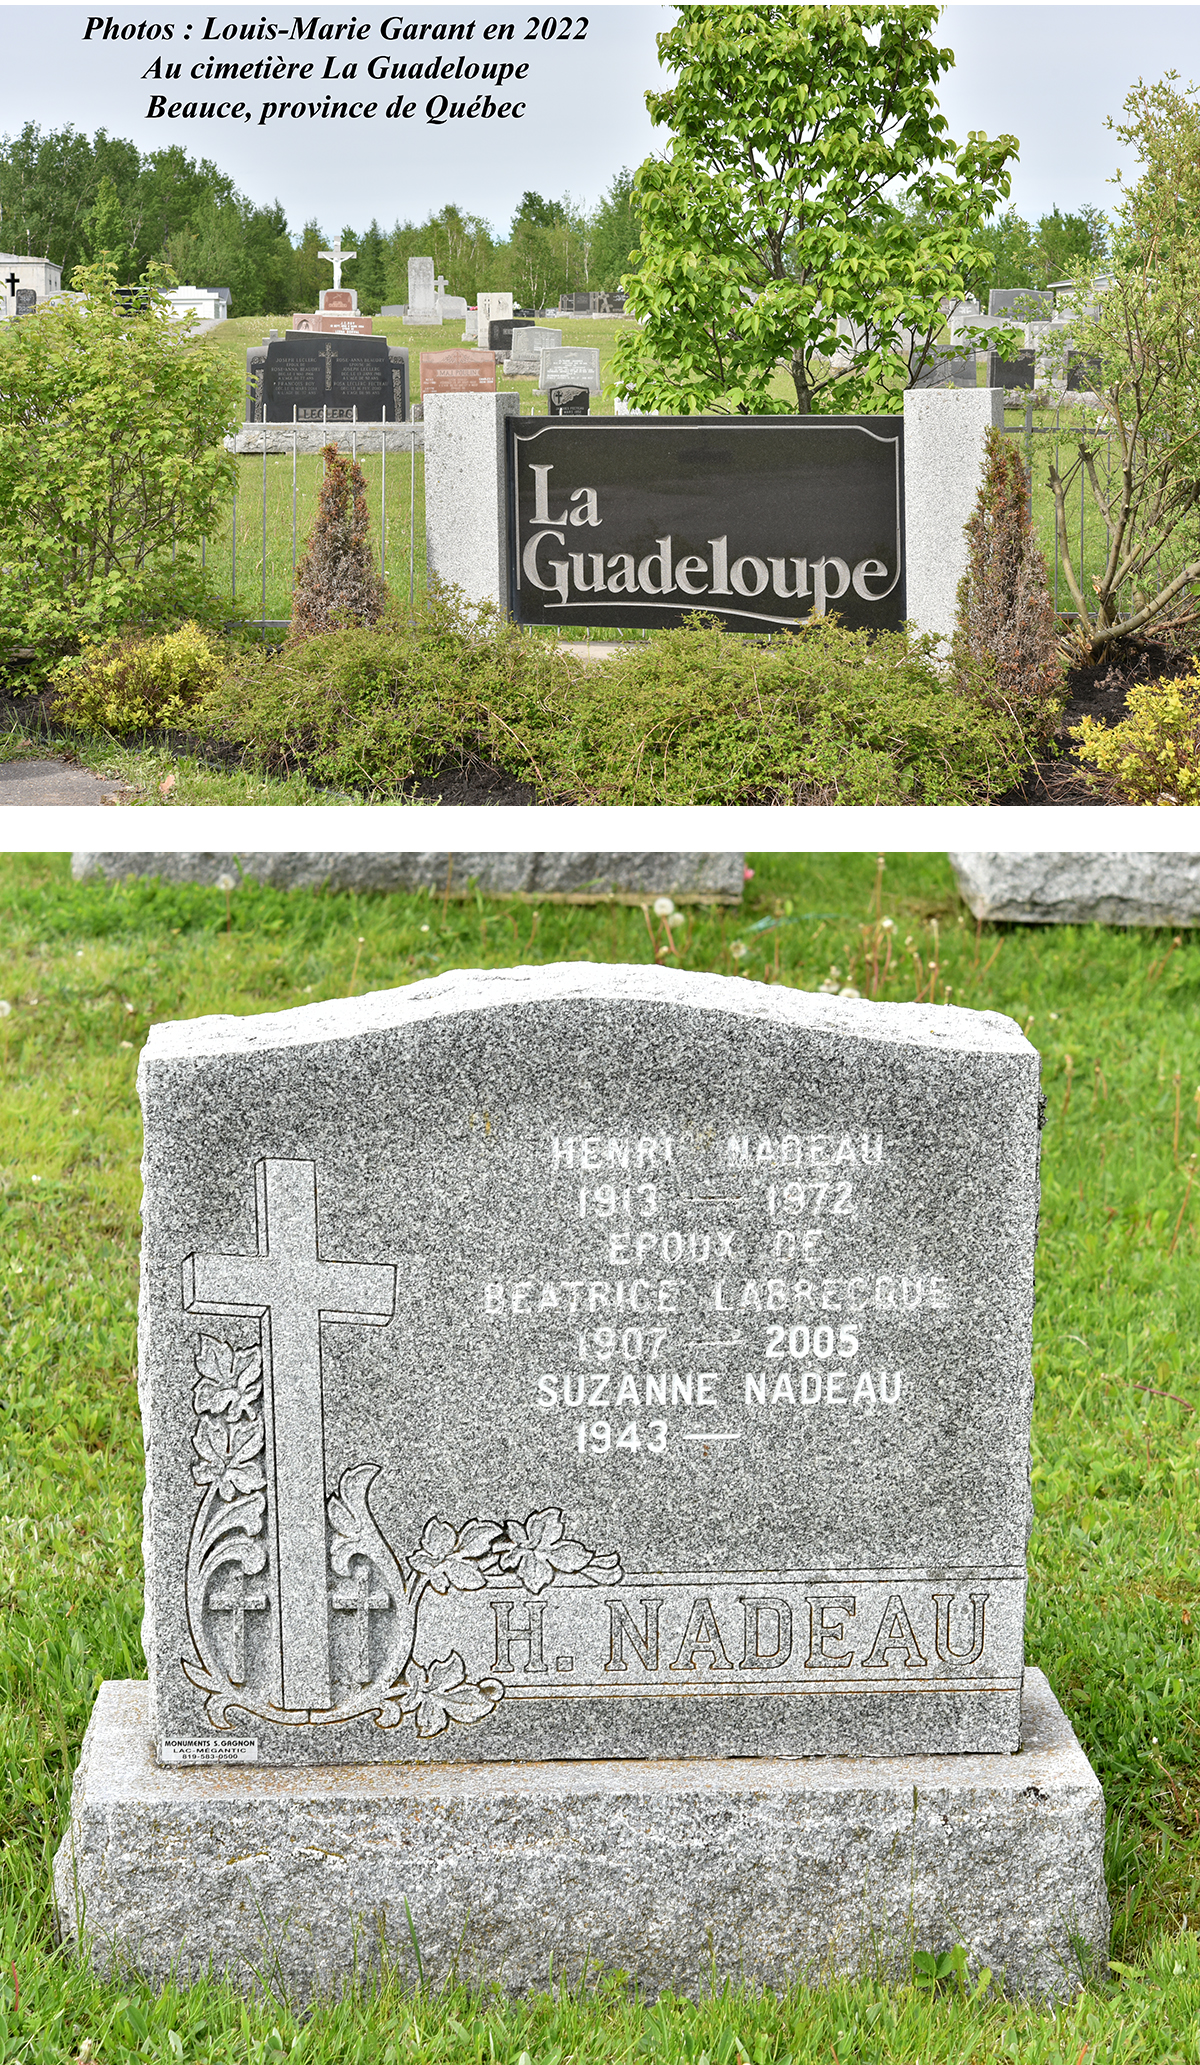 Photos : Louis-Marie Garant en 2022
Au cimetière La Guadeloupe
Beauce, province de Québec
LECLERC
La
Guadeloupe
HENRI NADEAU
1913 — 1972
EPOUX DE
BEATRICE LABRECQUE
1907 — 2005
SUZANNE NADEAU
1943 —
H. NADEAU
MONUMENTS S. GAGNON
LAC-MÉGANTIC
819-583-0500